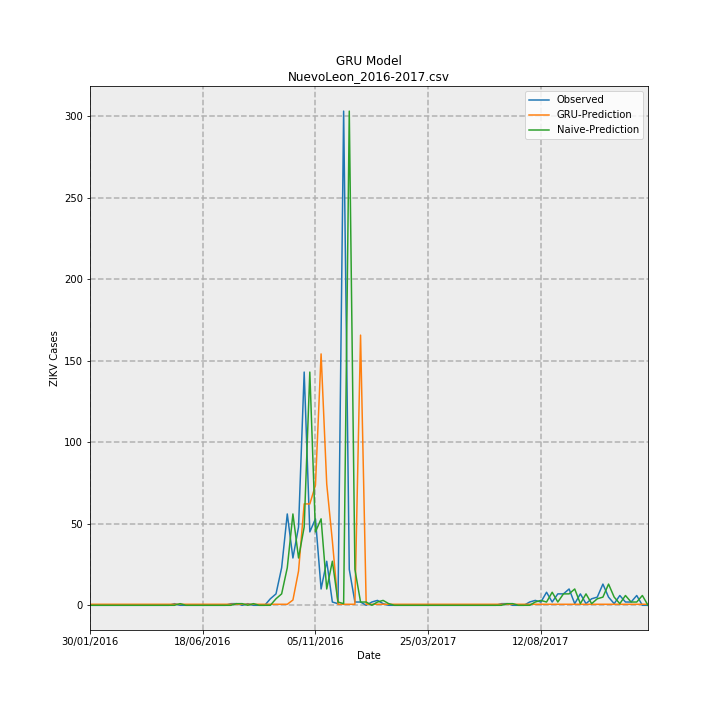 GRU Model
NuevoLeon_2016-2017.csv
Observed
GRU-Prediction
Naive-Prediction
300
250
200
150
100
50
0
ZIKV Cases
30/01/2016
18/06/2016
05/11/2016
25/03/2017
12/08/2017
Date